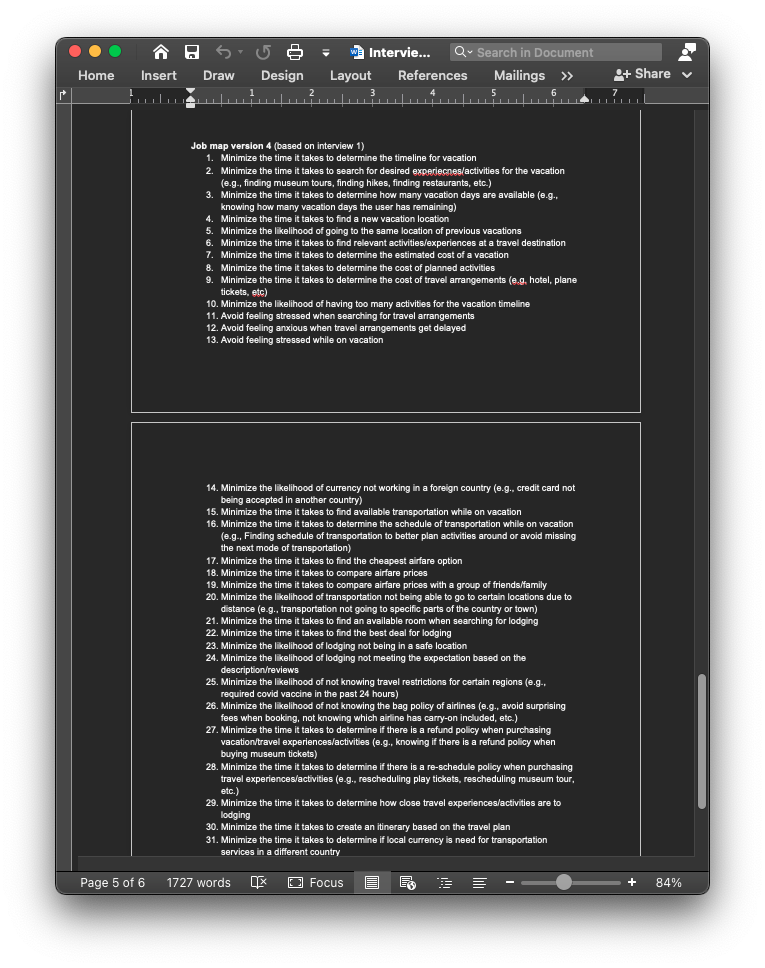 Intervie...
Search in Document
Home Insert Draw Design Layout References Mailings >> Share
1 1 2 3 4 5 6 7
Job map version 4 (based on interview 1)
1. Minimize the time it takes to determine the timeline for vacation
2. Minimize the time it takes to search for desired experiecnes/activities for the vacation
(e.g., finding museum tours, finding hikes, finding restaurants, etc.)
3. Minimize the time it takes to determine how many vacation days are available (e.g.,
knowing how many vacation days the user has remaining)
4. Minimize the time it takes to find a new vacation location
5. Minimize the likelihood of going to the same location of previous vacations
6. Minimize the time it takes to find relevant activities/experiences at a travel destination
7. Minimize the time it takes to determine the estimated cost of a vacation
8. Minimize the time it takes to determine the cost of planned activities
9. Minimize the time it takes to determine the cost of travel arrangements (e.g. hotel, plane
tickets, etc)
10. Minimize the likelihood of having too many activities for the vacation timeline
11. Avoid feeling stressed when searching for travel arrangements
12. Avoid feeling anxious when travel arrangements get delayed
13. Avoid feeling stressed while on vacation
14. Minimize the likelihood of currency not working in a foreign country (e.g., credit card not
being accepted in another country)
15. Minimize the time it takes to find available transportation while on vacation
16. Minimize the time it takes to determine the schedule of transportation while on vacation
(e.g., Finding schedule of transportation to better plan activities around or avoid missing
the next mode of transportation)
17. Minimize the time it takes to find the cheapest airfare option
18. Minimize the time it takes to compare airfare prices
19. Minimize the time it takes to compare airfare prices with a group of friends/family
20. Minimize the likelihood of transportation not being able to go to certain locations due to
distance (e.g., transportation not going to specific parts of the country or town)
21. Minimize the time it takes to find an available room when searching for lodging
22. Minimize the time it takes to find the best deal for lodging
23. Minimize the likelihood of lodging not being in a safe location
24. Minimize the likelihood of lodging not meeting the expectation based on the
description/reviews
25. Minimize the likelihood of not knowing travel restrictions for certain regions (e.g.,
required covid vaccine in the past 24 hours)
26. Minimize the likelihood of not knowing the bag policy of airlines (e.g., avoid surprising
fees when booking, not knowing which airline has carry-on included, etc.)
27. Minimize the time it takes to determine if there is a refund policy when purchasing
vacation/travel experiences/activities (e.g., knowing if there is a refund policy when
buying museum tickets)
28. Minimize the time it takes to determine if there is a re-schedule policy when purchasing
travel experiences/activities (e.g., rescheduling play tickets, rescheduling museum tour,
etc.)
29. Minimize the time it takes to determine how close travel experiences/activities are to
lodging
30. Minimize the time it takes to create an itinerary based on the travel plan
31. Minimize the time it takes to determine if local currency is need for transportation
services in a different country
Page 5 of 6 1727 words Focus 84%